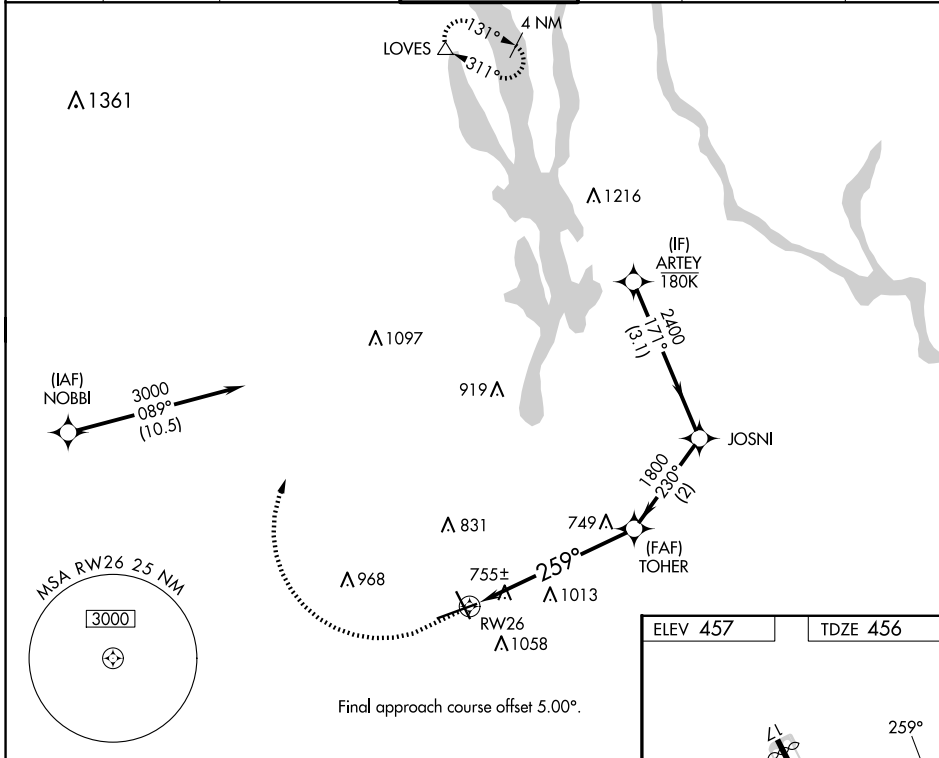 4 NM
131°
LOVES
311°
1361
1216
(IF)
ARTEY
180K
2400
171°
(3.1)
1097
(IAF)
NOBBI
3000
089°
(10.5)
919
JOSNI
1800
230°
(2)
831
749
(FAF)
TOHER
259°
MSA RW26 25 NM
3000
968
755±
1013
RW26
1058
ELEV 457
TDZE 456
Final approach course offset 5.00°.
17
259°